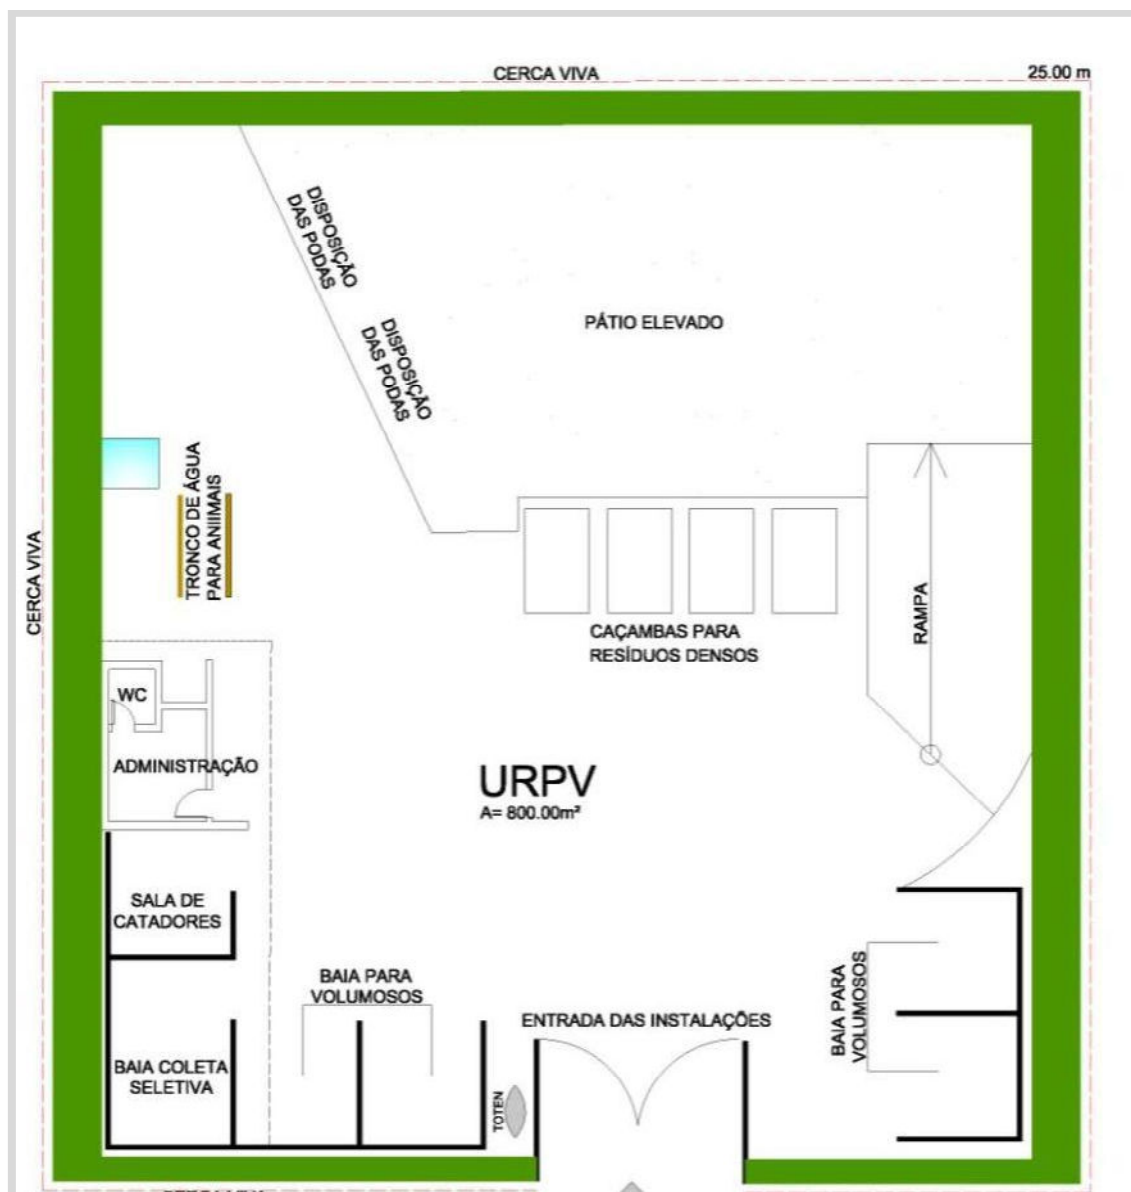 CERCA VIVA
25.00 m
DISPOSIÇÃO
DAS PODAS
DISPOSIÇÃO
DAS PODAS
PÁTIO ELEVADO
TRONCO DE ÁGUA
PARA ANIIMAIS
CERCA VIVA
CAÇAMBAS PARA
RESÍDUOS DENSOS
RAMPA
WC
ADMINISTRAÇÃO
URPV
A= 800.00m²
SALA DE
CATADORES
BAIA PARA
VOLUMOSOS
ENTRADA DAS INSTALAÇÕES
BAIA PARA
VOLUMOSOS
BAIA COLETA
SELETIVA
TOTEN